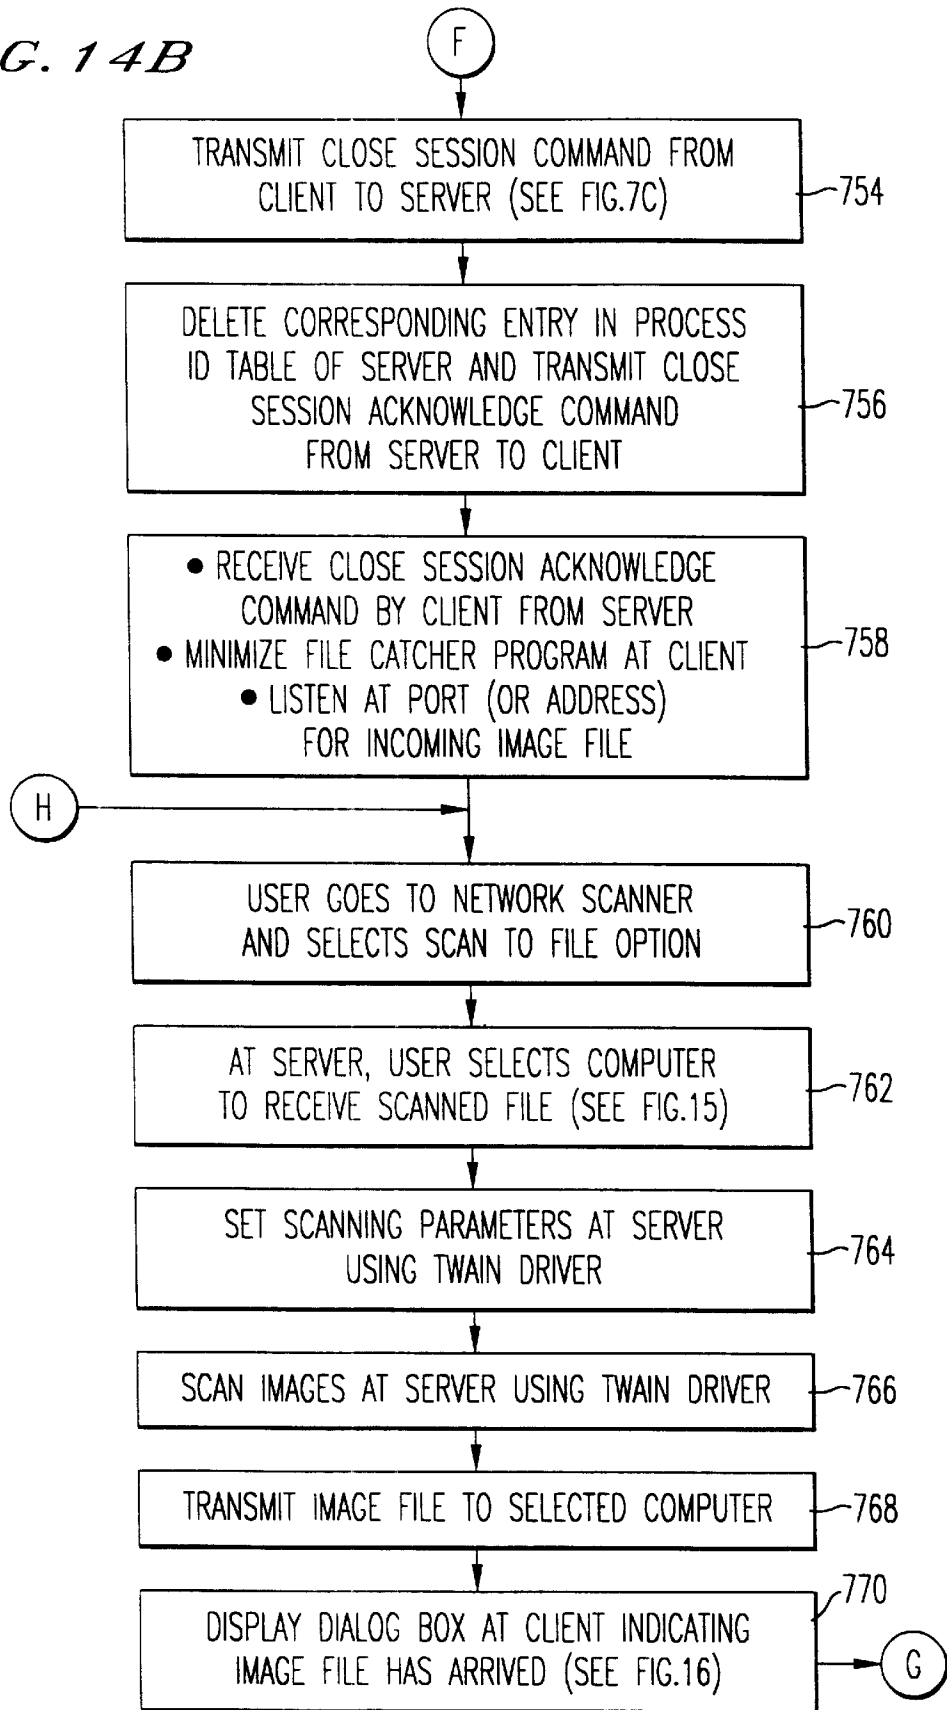 G. 14B
F
TRANSMIT CLOSE SESSION COMMAND FROM
CLIENT TO SERVER (SEE FIG.7C)
754
DELETE CORRESPONDING ENTRY IN PROCESS
ID TABLE OF SERVER AND TRANSMIT CLOSE
SESSION ACKNOWLEDGE COMMAND
FROM SERVER TO CLIENT
756
• RECEIVE CLOSE SESSION ACKNOWLEDGE
COMMAND BY CLIENT FROM SERVER
• MINIMIZE FILE CATCHER PROGRAM AT CLIENT
• LISTEN AT PORT (OR ADDRESS)
FOR INCOMING IMAGE FILE
758
H
USER GOES TO NETWORK SCANNER
AND SELECTS SCAN TO FILE OPTION
760
AT SERVER, USER SELECTS COMPUTER
TO RECEIVE SCANNED FILE (SEE FIG.15)
762
SET SCANNING PARAMETERS AT SERVER
USING TWAIN DRIVER
764
SCAN IMAGES AT SERVER USING TWAIN DRIVER
766
TRANSMIT IMAGE FILE TO SELECTED COMPUTER
768
770
DISPLAY DIALOG BOX AT CLIENT INDICATING
IMAGE FILE HAS ARRIVED (SEE FIG.16)
G